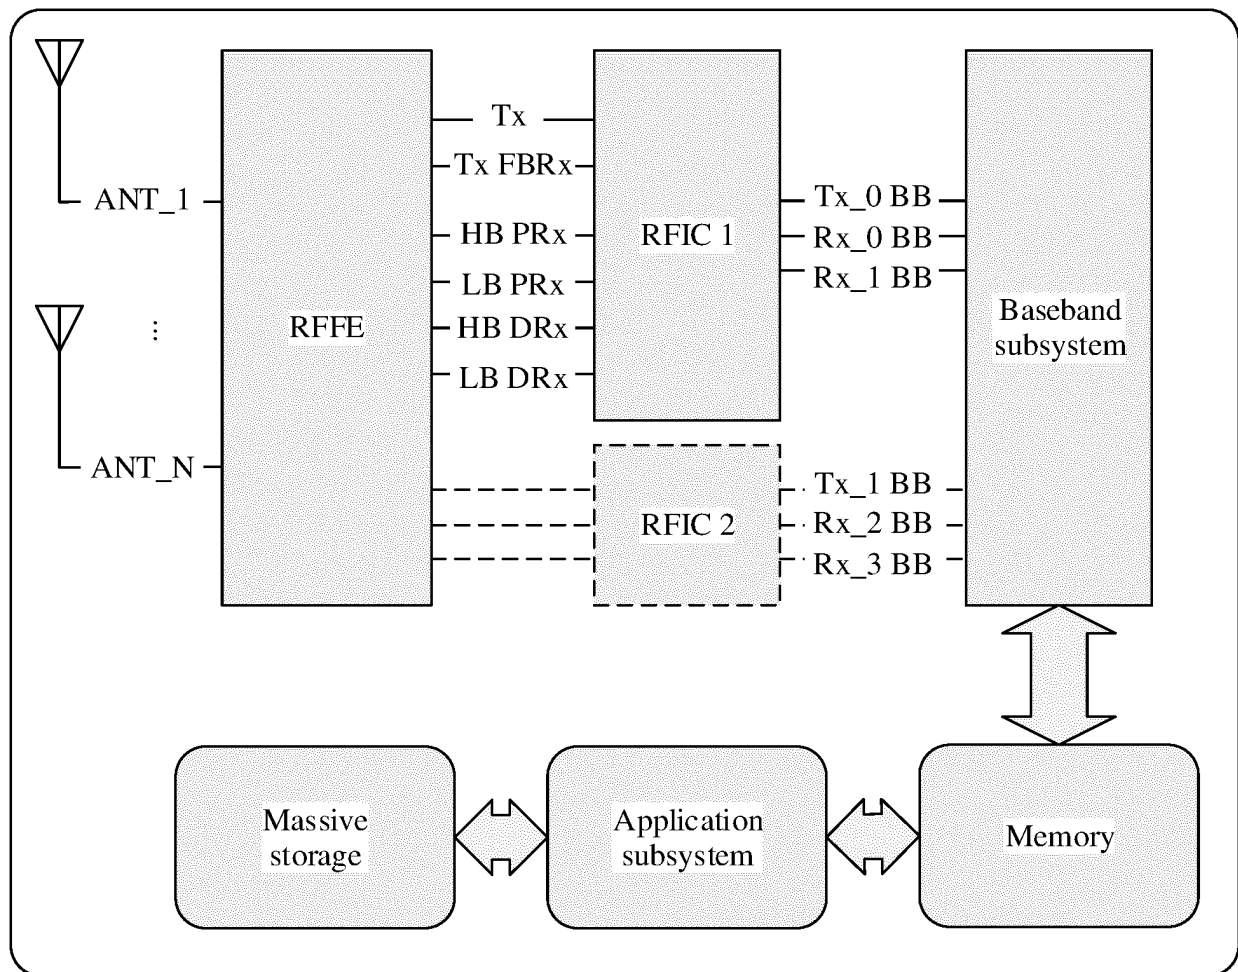 Tx
Tx FBRx
ANT_1
HB PRx
LB PRx
HB DRx
LB DRx
RFFE
RFIC 1
Tx_0 BB
Rx_0 BB
Rx_1 BB
Baseband
subsystem
...
ANT_N
RFIC 2
Tx_1 BB
Rx_2 BB
Rx_3 BB
Massive
storage
Application
subsystem
Memory